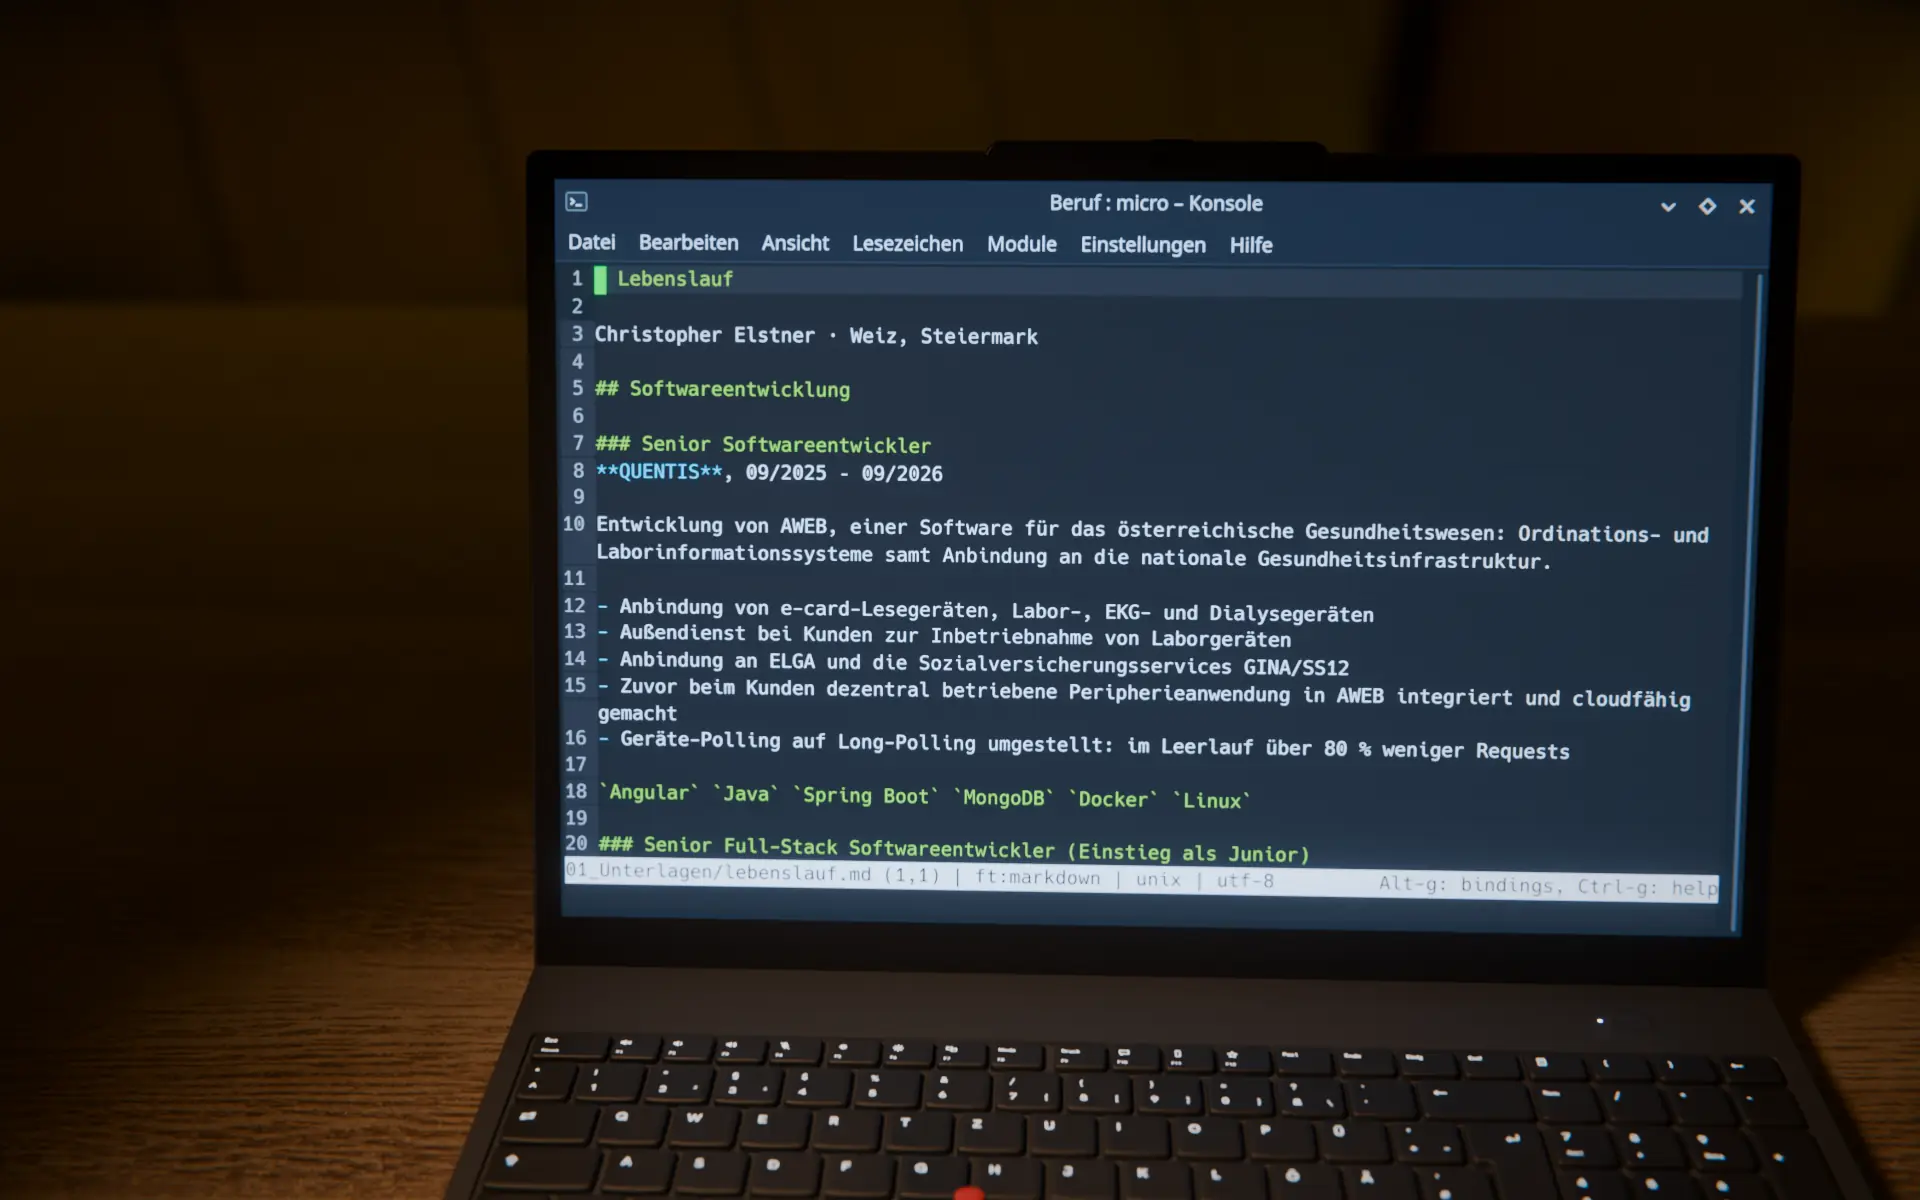 Beruf : micro – Konsole
Datei Bearbeiten Ansicht Lesezeichen Module Einstellungen Hilfe
1 Lebenslauf
2
3 Christopher Elstner · Weiz, Steiermark
4
5 ## Softwareentwicklung
6
7 ### Senior Softwareentwickler
8 **QUENTIS**, 09/2025 - 09/2026
9
10 Entwicklung von AWEB, einer Software für das österreichische Gesundheitswesen: Ordinations- und
Laborinformationssysteme samt Anbindung an die nationale Gesundheitsinfrastruktur.
11
12 - Anbindung von e-card-Lesegeräten, Labor-, EKG- und Dialysegeräten
13 - Außendienst bei Kunden zur Inbetriebnahme von Laborgeräten
14 - Anbindung an ELGA und die Sozialversicherungsservices GINA/SS12
15 - Zuvor beim Kunden dezentral betriebene Peripherieanwendung in AWEB integriert und cloudfähig
gemacht
16 - Geräte-Polling auf Long-Polling umgestellt: im Leerlauf über 80 % weniger Requests
17
18 `Angular` `Java` `Spring Boot` `MongoDB` `Docker` `Linux`
19
20 ### Senior Full-Stack Softwareentwickler (Einstieg als Junior)
01_Unterlagen/lebenslauf.md (1,1) | ft:markdown | unix | utf-8 Alt-g: bindings, Ctrl-g: help
Q W E R T Z U I O P Ü
A S D F G H J K L Ö Ä